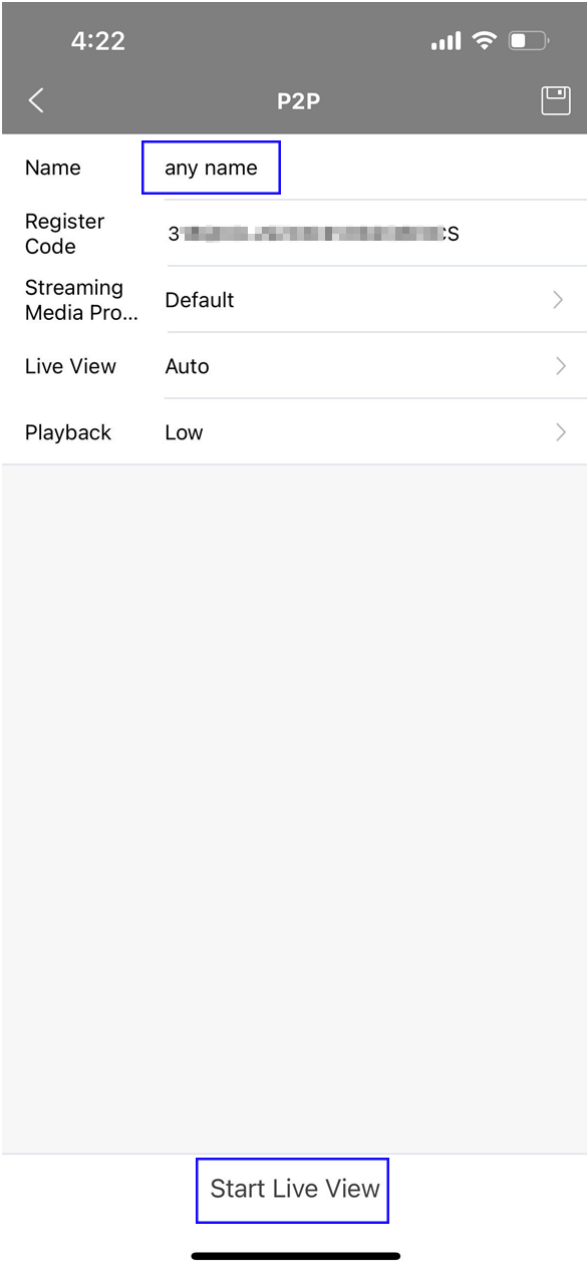 4:22
P2P
Name any name
Register
Code
Streaming
Media Pro... Default
Live View Auto
Playback Low
Start Live View